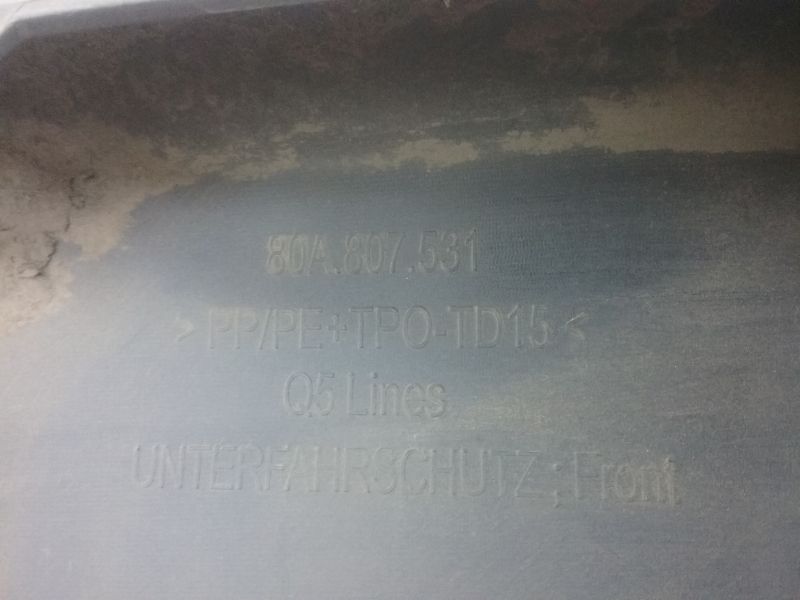 80A.807.531
>PP/PE+TPO-TD15<
Q5 Lines
UNTERFAHRSCHUTZ ; Front